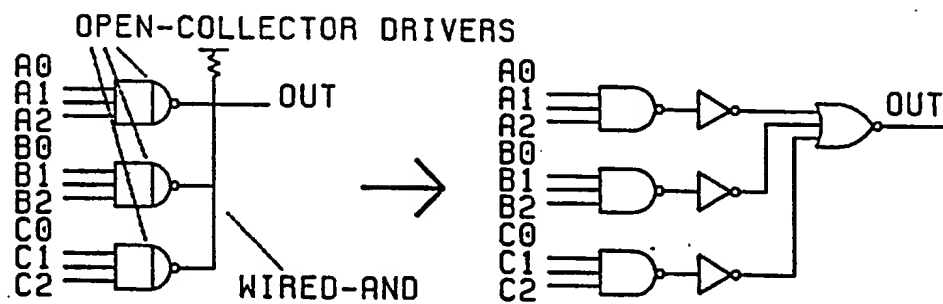 OPEN-COLLECTOR DRIVERS
A0
A1
A2
OUT
B0
B1
B2
C0
C1
C2
WIRED-AND
A0
A1
A2
OUT
B0
B1
B2
C0
C1
C2